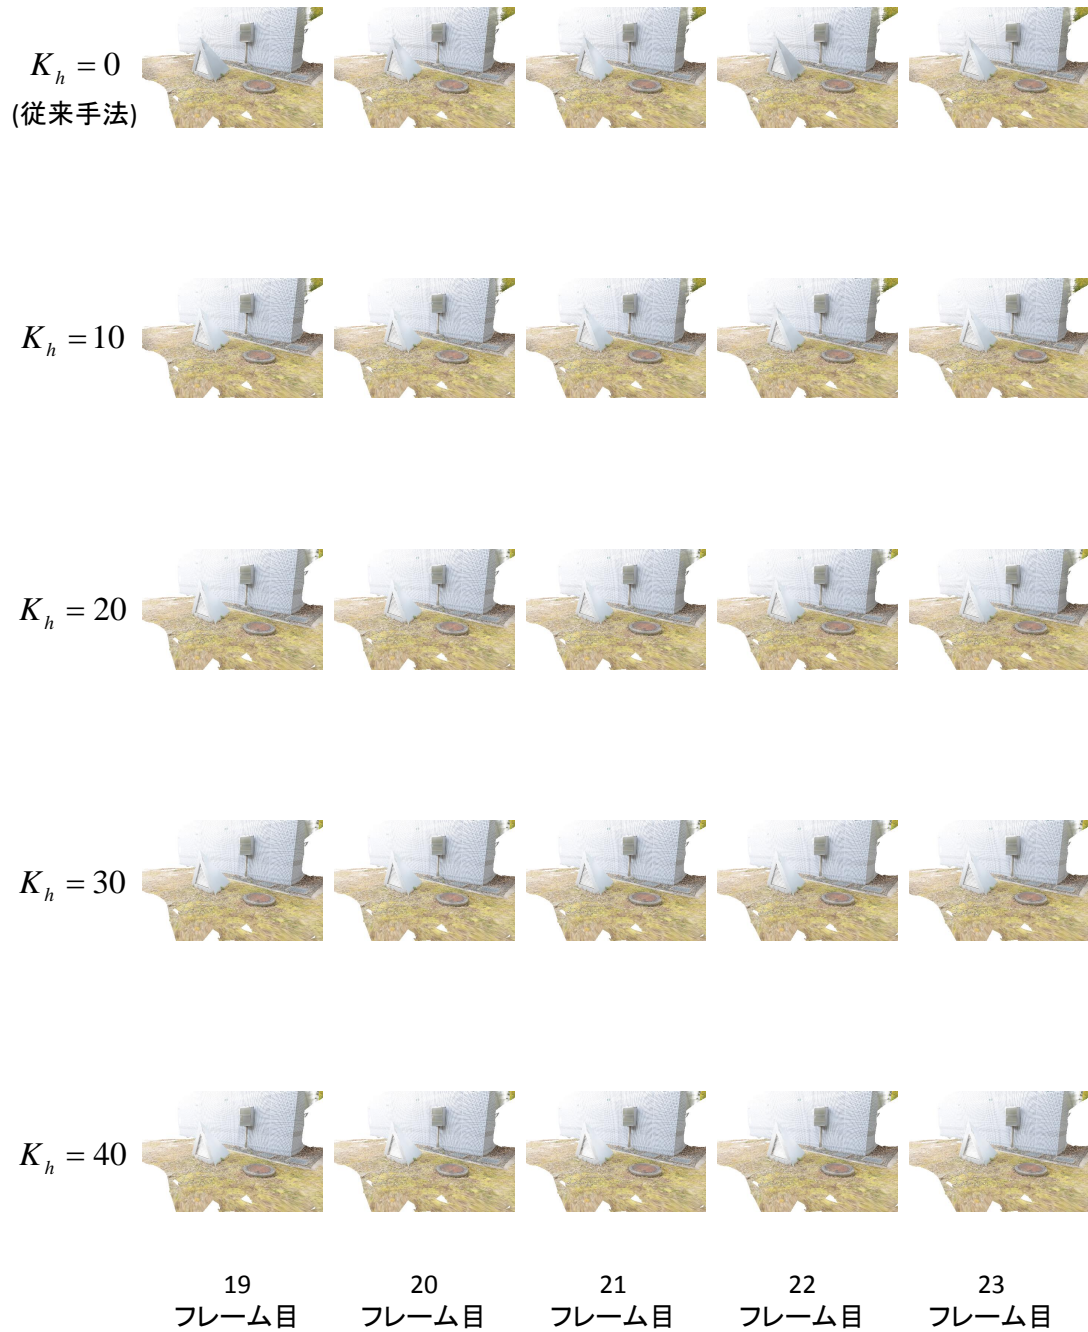 K_h = 0
(従来手法)
K_h = 10
K_h = 20
K_h = 30
K_h = 40
19 20 21 22 23
フレーム目 フレーム目 フレーム目 フレーム目 フレーム目